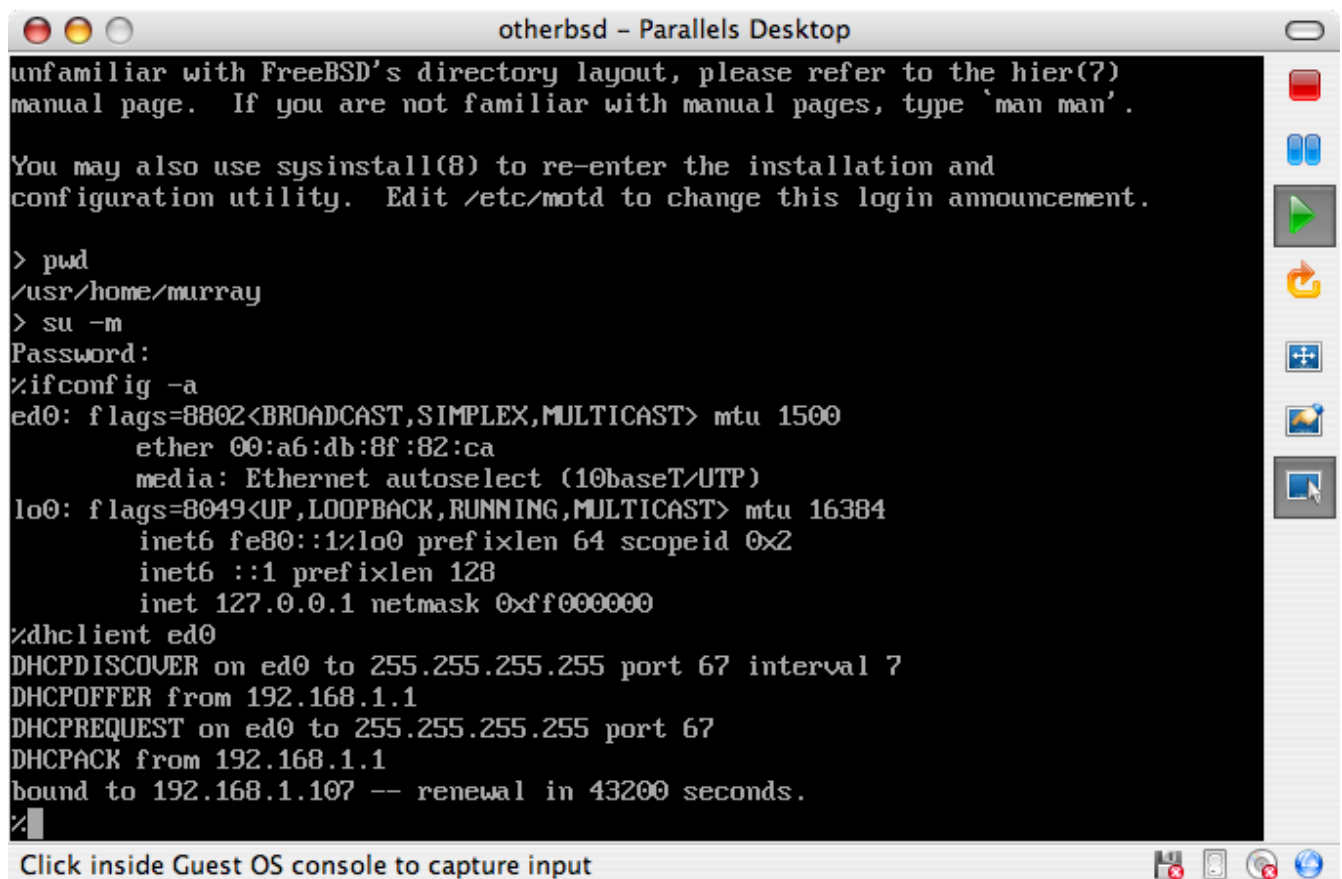 otherbsd – Parallels Desktop
unfamiliar with FreeBSD's directory layout, please refer to the hier(7)
manual page.  If you are not familiar with manual pages, type `man man'.
You may also use sysinstall(8) to re-enter the installation and
configuration utility.  Edit /etc/motd to change this login announcement.
> pwd
/usr/home/murray
> su -m
Password:
%ifconfig -a
ed0: flags=8802<BROADCAST,SIMPLEX,MULTICAST> mtu 1500
        ether 00:a6:db:8f:82:ca
        media: Ethernet autoselect (10baseT/UTP)
lo0: flags=8049<UP,LOOPBACK,RUNNING,MULTICAST> mtu 16384
        inet6 fe80::1%lo0 prefixlen 64 scopeid 0x2
        inet6 ::1 prefixlen 128
        inet 127.0.0.1 netmask 0xff000000
%dhclient ed0
DHCPDISCOVER on ed0 to 255.255.255.255 port 67 interval 7
DHCPOFFER from 192.168.1.1
DHCPREQUEST on ed0 to 255.255.255.255 port 67
DHCPACK from 192.168.1.1
bound to 192.168.1.107 -- renewal in 43200 seconds.
%
Click inside Guest OS console to capture input